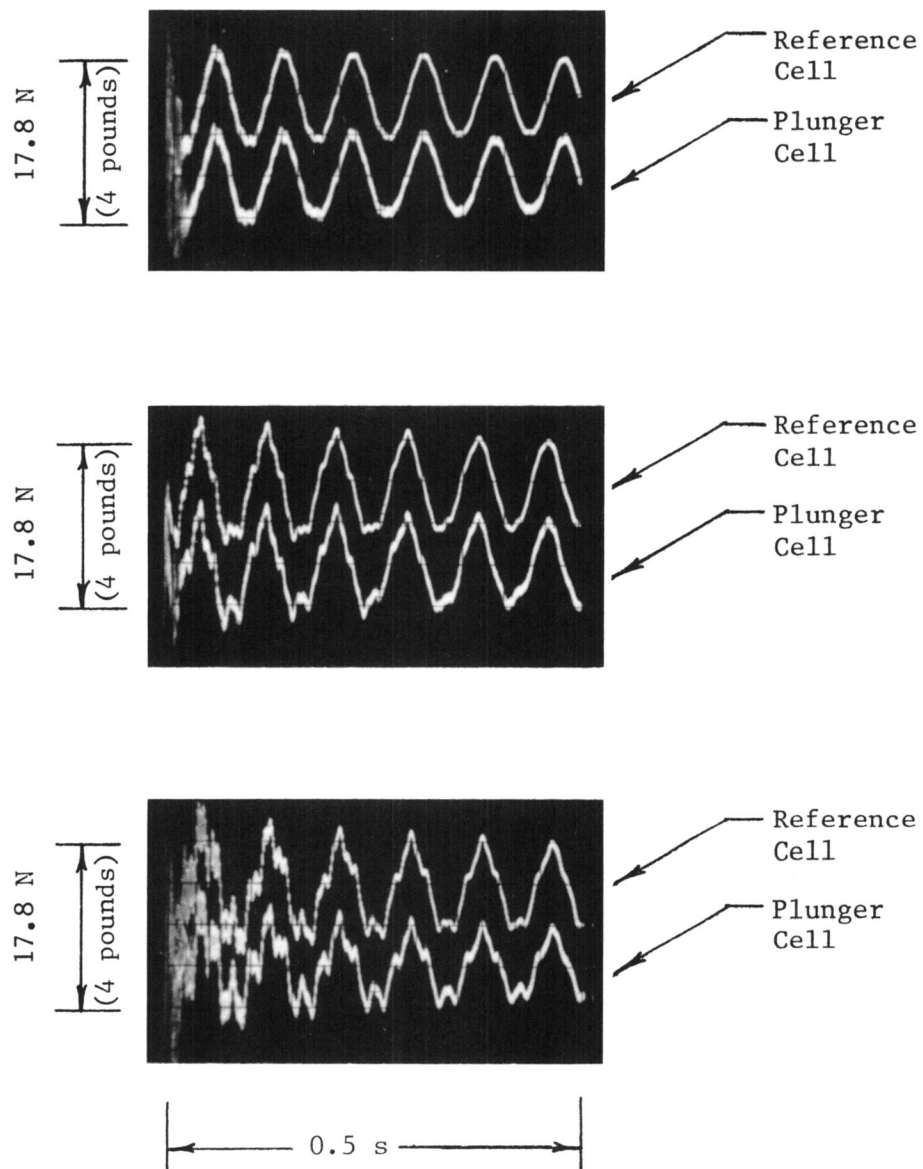 17.8 N
(4 pounds)
Reference
Cell
Plunger
Cell
17.8 N
(4 pounds)
Reference
Cell
Plunger
Cell
17.8 N
(4 pounds)
Reference
Cell
Plunger
Cell
0.5 s